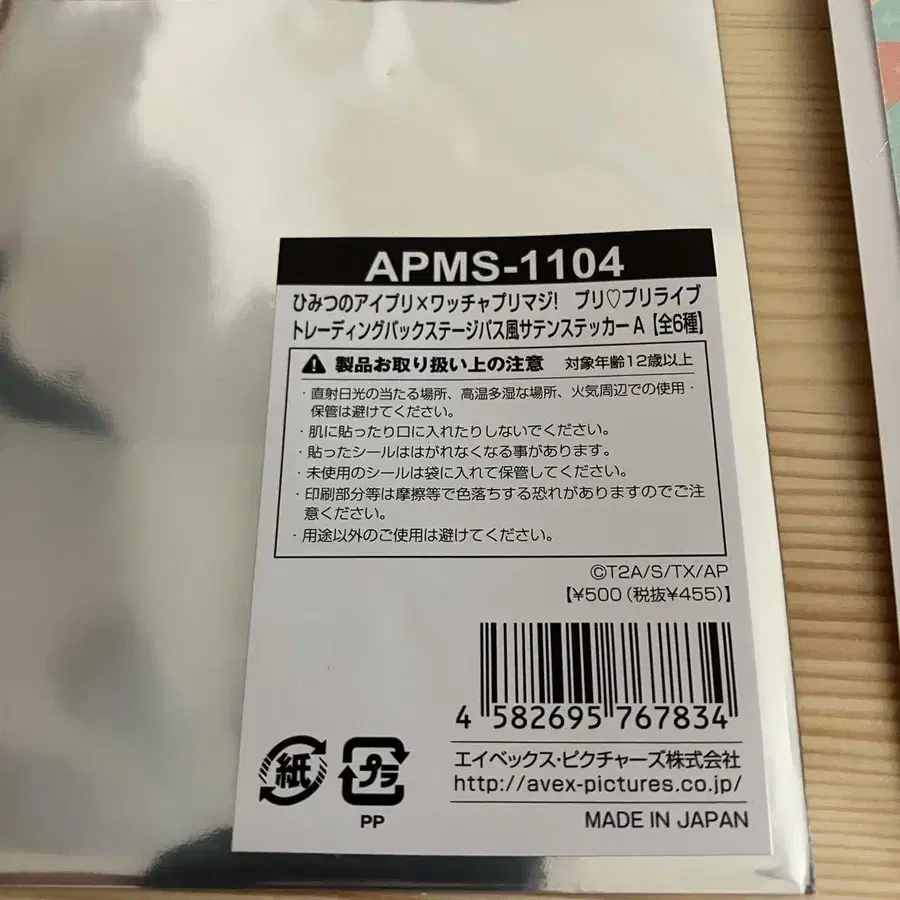 APMS-1104
ひみつのアイプリ×ワッチャプリマジ! プリ♡プリライブ
トレーディングバックステージパス風サテンステッカーA【全6種】
製品お取り扱い上の注意 対象年齢12歳以上
・直射日光の当たる場所、高温多湿な場所、火気周辺での使用・
保管は避けてください。
・肌に貼ったり口に入れたりしないでください。
・貼ったシールははがれなくなる事があります。
・未使用のシールは袋に入れて保管してください。
・印刷部分等は摩擦等で色落ちする恐れがありますのでご注
意ください。
・用途以外のご使用は避けてください。
©T2A/S/TX/AP
【¥500(税抜¥455)】
4 582695 767834
紙 プラ
PP
エイベックス・ピクチャーズ株式会社
http://avex-pictures.co.jp/
MADE IN JAPAN